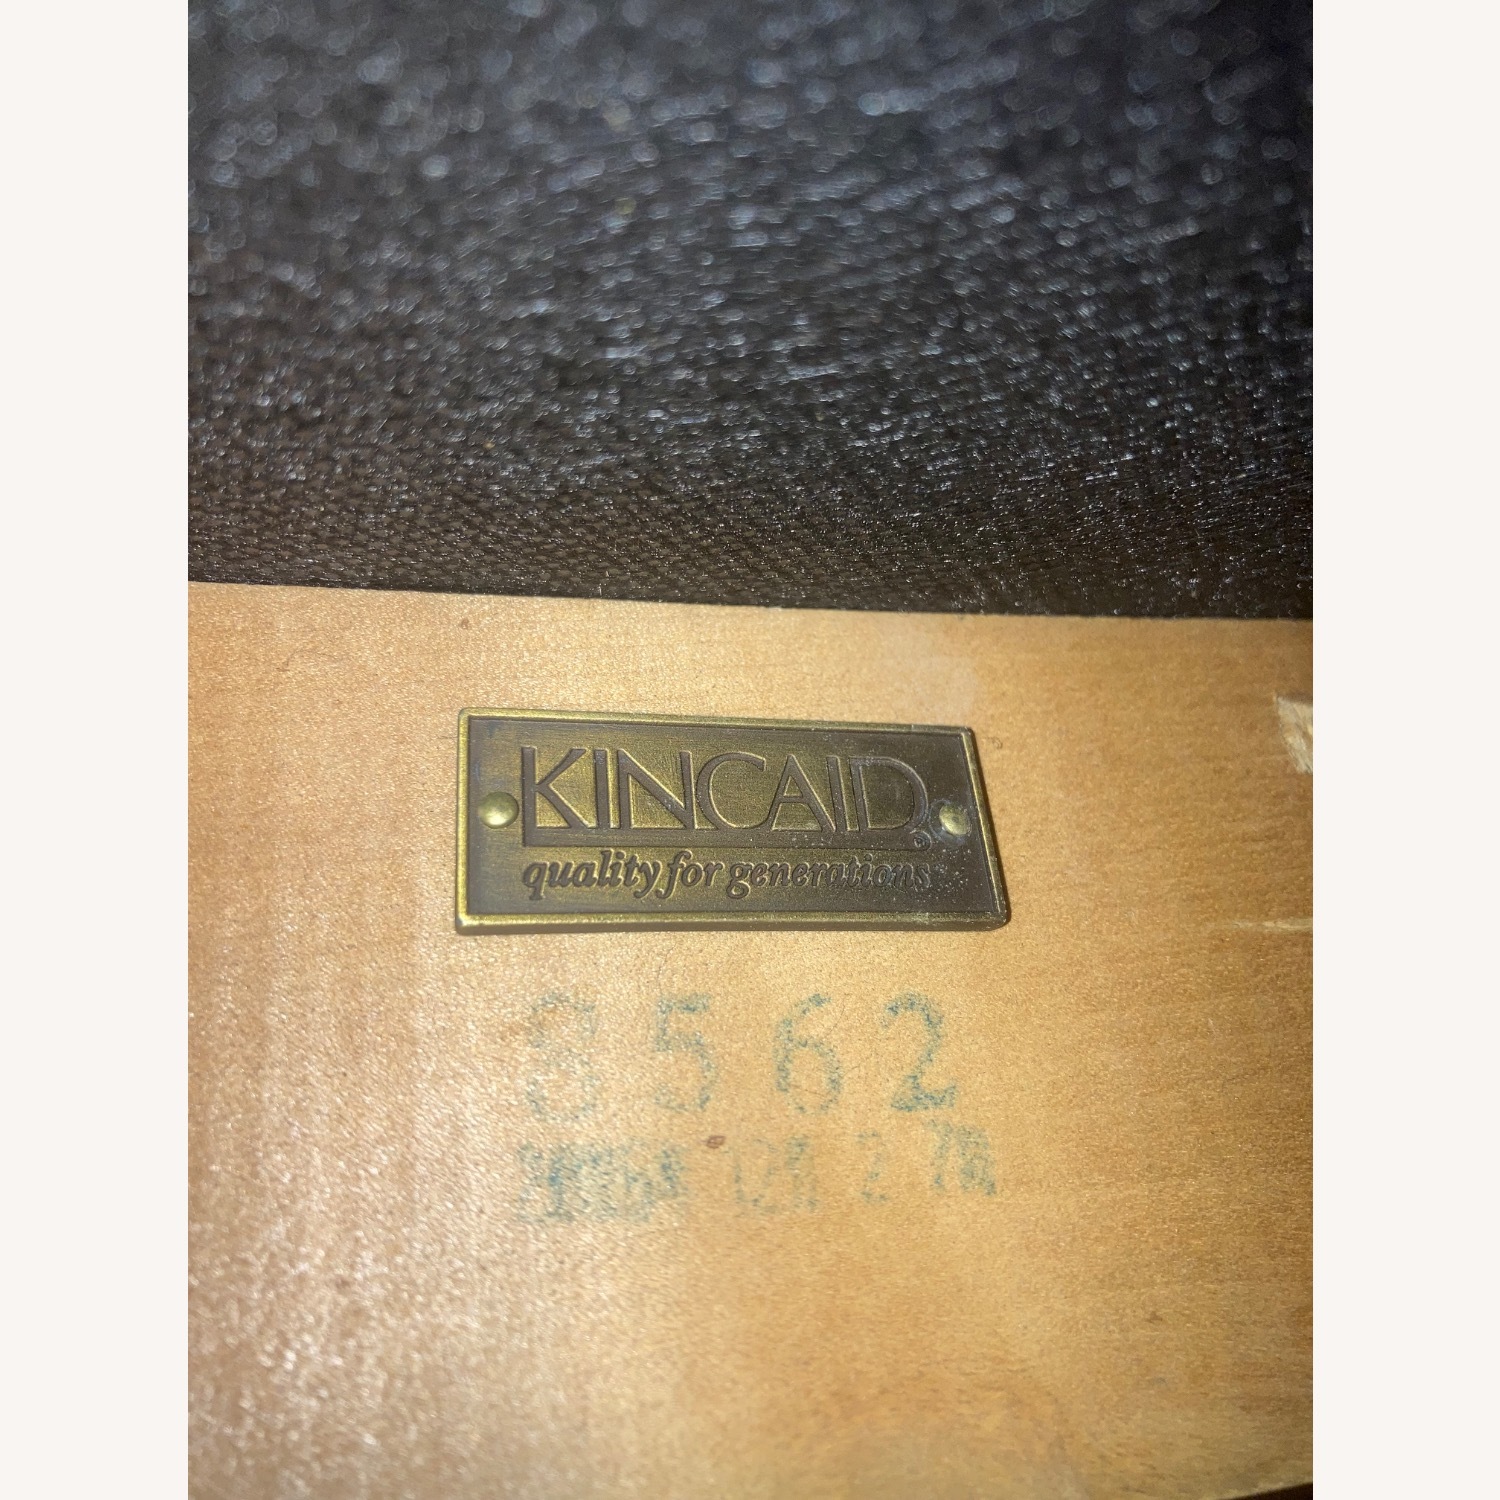 KINCAID®
quality for generations
8562